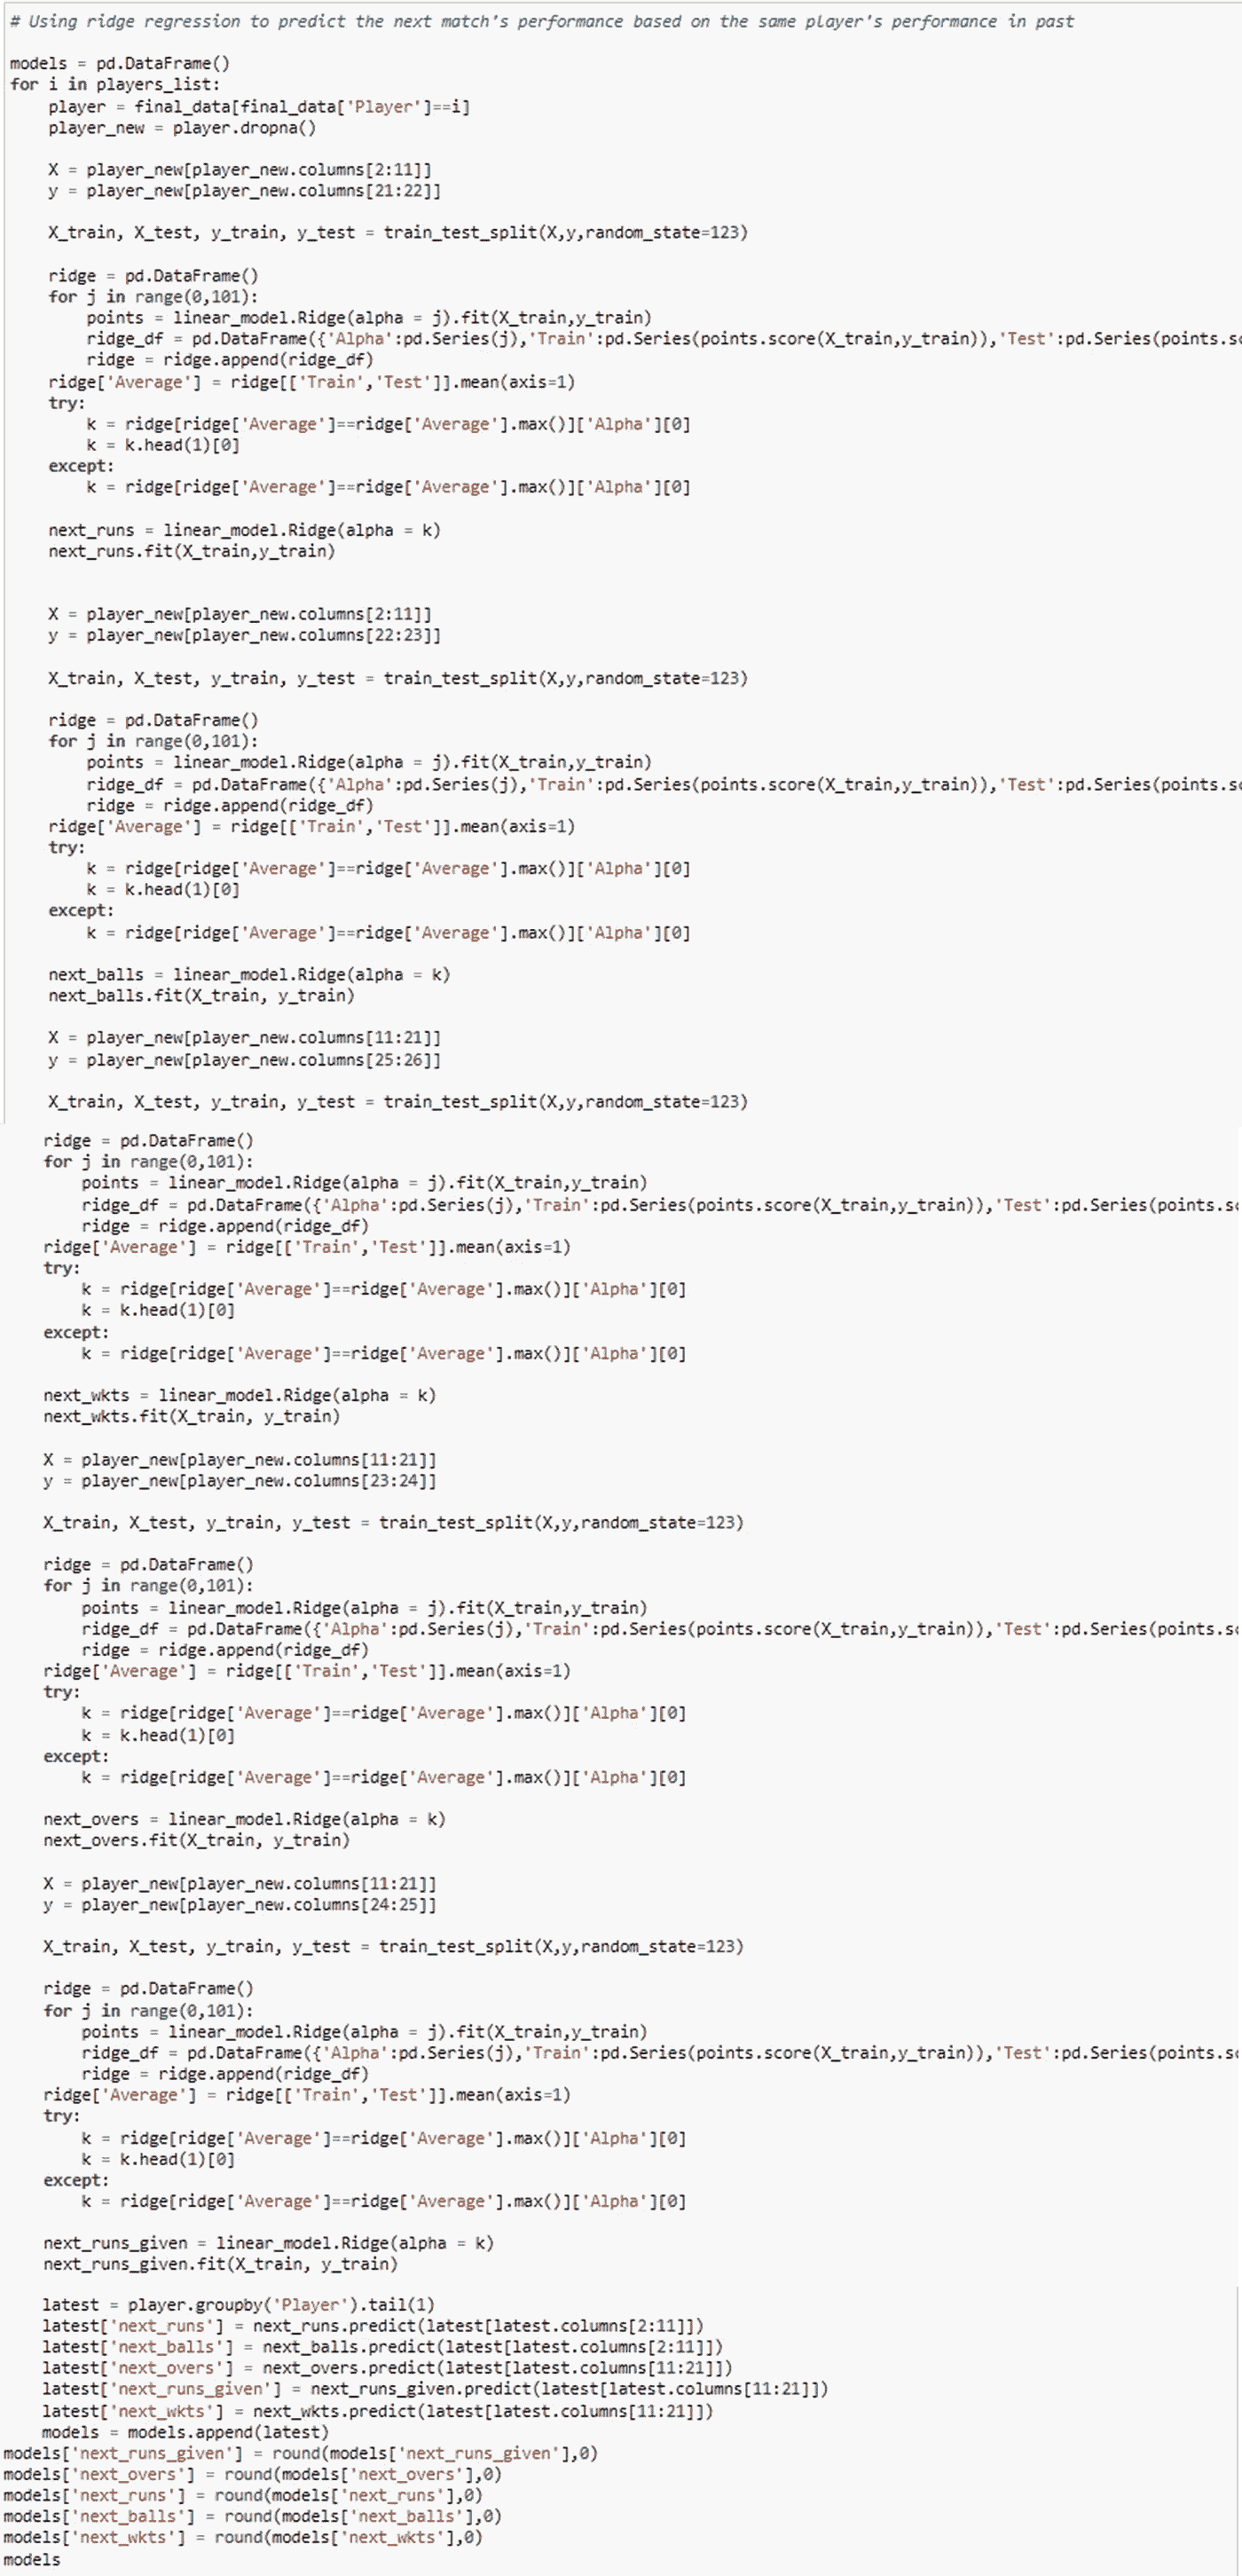 # Using ridge regression to predict the next match's performance based on the same player's performance in past
models = pd.DataFrame()
for i in players_list:
    player = final_data[final_data['Player']==i]
    player_new = player.dropna()
    X = player_new[player_new.columns[2:11]]
    y = player_new[player_new.columns[21:22]]
    X_train, X_test, y_train, y_test = train_test_split(X,y,random_state=123)
    ridge = pd.DataFrame()
    for j in range(0,101):
        points = linear_model.Ridge(alpha = j).fit(X_train,y_train)
        ridge_df = pd.DataFrame({'Alpha':pd.Series(j),'Train':pd.Series(points.score(X_train,y_train)),'Test':pd.Series(points.sc
        ridge = ridge.append(ridge_df)
    ridge['Average'] = ridge[['Train','Test']].mean(axis=1)
    try:
        k = ridge[ridge['Average']==ridge['Average'].max()]['Alpha'][0]
        k = k.head(1)[0]
    except:
        k = ridge[ridge['Average']==ridge['Average'].max()]['Alpha'][0]
    next_runs = linear_model.Ridge(alpha = k)
    next_runs.fit(X_train,y_train)
    X = player_new[player_new.columns[2:11]]
    y = player_new[player_new.columns[22:23]]
    X_train, X_test, y_train, y_test = train_test_split(X,y,random_state=123)
    ridge = pd.DataFrame()
    for j in range(0,101):
        points = linear_model.Ridge(alpha = j).fit(X_train,y_train)
        ridge_df = pd.DataFrame({'Alpha':pd.Series(j),'Train':pd.Series(points.score(X_train,y_train)),'Test':pd.Series(points.sc
        ridge = ridge.append(ridge_df)
    ridge['Average'] = ridge[['Train','Test']].mean(axis=1)
    try:
        k = ridge[ridge['Average']==ridge['Average'].max()]['Alpha'][0]
        k = k.head(1)[0]
    except:
        k = ridge[ridge['Average']==ridge['Average'].max()]['Alpha'][0]
    next_balls = linear_model.Ridge(alpha = k)
    next_balls.fit(X_train, y_train)
    X = player_new[player_new.columns[11:21]]
    y = player_new[player_new.columns[25:26]]
    X_train, X_test, y_train, y_test = train_test_split(X,y,random_state=123)
    ridge = pd.DataFrame()
    for j in range(0,101):
        points = linear_model.Ridge(alpha = j).fit(X_train,y_train)
        ridge_df = pd.DataFrame({'Alpha':pd.Series(j),'Train':pd.Series(points.score(X_train,y_train)),'Test':pd.Series(points.sc
        ridge = ridge.append(ridge_df)
    ridge['Average'] = ridge[['Train','Test']].mean(axis=1)
    try:
        k = ridge[ridge['Average']==ridge['Average'].max()]['Alpha'][0]
        k = k.head(1)[0]
    except:
        k = ridge[ridge['Average']==ridge['Average'].max()]['Alpha'][0]
    next_wkts = linear_model.Ridge(alpha = k)
    next_wkts.fit(X_train, y_train)
    X = player_new[player_new.columns[11:21]]
    y = player_new[player_new.columns[23:24]]
    X_train, X_test, y_train, y_test = train_test_split(X,y,random_state=123)
    ridge = pd.DataFrame()
    for j in range(0,101):
        points = linear_model.Ridge(alpha = j).fit(X_train,y_train)
        ridge_df = pd.DataFrame({'Alpha':pd.Series(j),'Train':pd.Series(points.score(X_train,y_train)),'Test':pd.Series(points.sc
        ridge = ridge.append(ridge_df)
    ridge['Average'] = ridge[['Train','Test']].mean(axis=1)
    try:
        k = ridge[ridge['Average']==ridge['Average'].max()]['Alpha'][0]
        k = k.head(1)[0]
    except:
        k = ridge[ridge['Average']==ridge['Average'].max()]['Alpha'][0]
    next_overs = linear_model.Ridge(alpha = k)
    next_overs.fit(X_train, y_train)
    X = player_new[player_new.columns[11:21]]
    y = player_new[player_new.columns[24:25]]
    X_train, X_test, y_train, y_test = train_test_split(X,y,random_state=123)
    ridge = pd.DataFrame()
    for j in range(0,101):
        points = linear_model.Ridge(alpha = j).fit(X_train,y_train)
        ridge_df = pd.DataFrame({'Alpha':pd.Series(j),'Train':pd.Series(points.score(X_train,y_train)),'Test':pd.Series(points.sc
        ridge = ridge.append(ridge_df)
    ridge['Average'] = ridge[['Train','Test']].mean(axis=1)
    try:
        k = ridge[ridge['Average']==ridge['Average'].max()]['Alpha'][0]
        k = k.head(1)[0]
    except:
        k = ridge[ridge['Average']==ridge['Average'].max()]['Alpha'][0]
    next_runs_given = linear_model.Ridge(alpha = k)
    next_runs_given.fit(X_train, y_train)
    latest = player.groupby('Player').tail(1)
    latest['next_runs'] = next_runs.predict(latest[latest.columns[2:11]])
    latest['next_balls'] = next_balls.predict(latest[latest.columns[2:11]])
    latest['next_overs'] = next_overs.predict(latest[latest.columns[11:21]])
    latest['next_runs_given'] = next_runs_given.predict(latest[latest.columns[11:21]])
    latest['next_wkts'] = next_wkts.predict(latest[latest.columns[11:21]])
    models = models.append(latest)
models['next_runs_given'] = round(models['next_runs_given'],0)
models['next_overs'] = round(models['next_overs'],0)
models['next_runs'] = round(models['next_runs'],0)
models['next_balls'] = round(models['next_balls'],0)
models['next_wkts'] = round(models['next_wkts'],0)
models